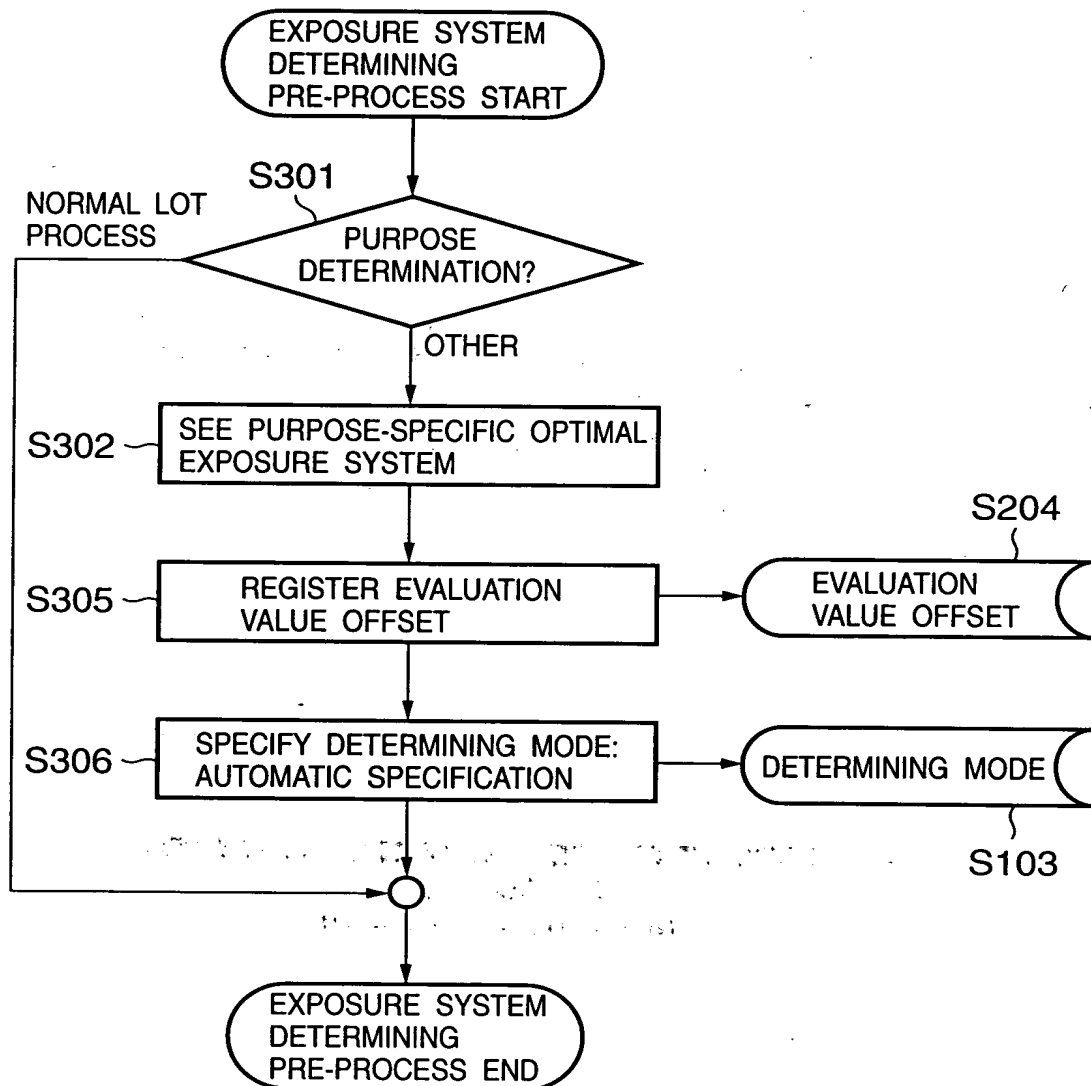 EXPOSURE SYSTEM
DETERMINING
PRE-PROCESS START
S301
NORMAL LOT
PROCESS
PURPOSE
DETERMINATION?
OTHER
S302
SEE PURPOSE-SPECIFIC OPTIMAL
EXPOSURE SYSTEM
S204
S305
REGISTER EVALUATION
VALUE OFFSET
EVALUATION
VALUE OFFSET
S306
SPECIFY DETERMINING MODE:
AUTOMATIC SPECIFICATION
DETERMINING MODE
S103
EXPOSURE SYSTEM
DETERMINING
PRE-PROCESS END